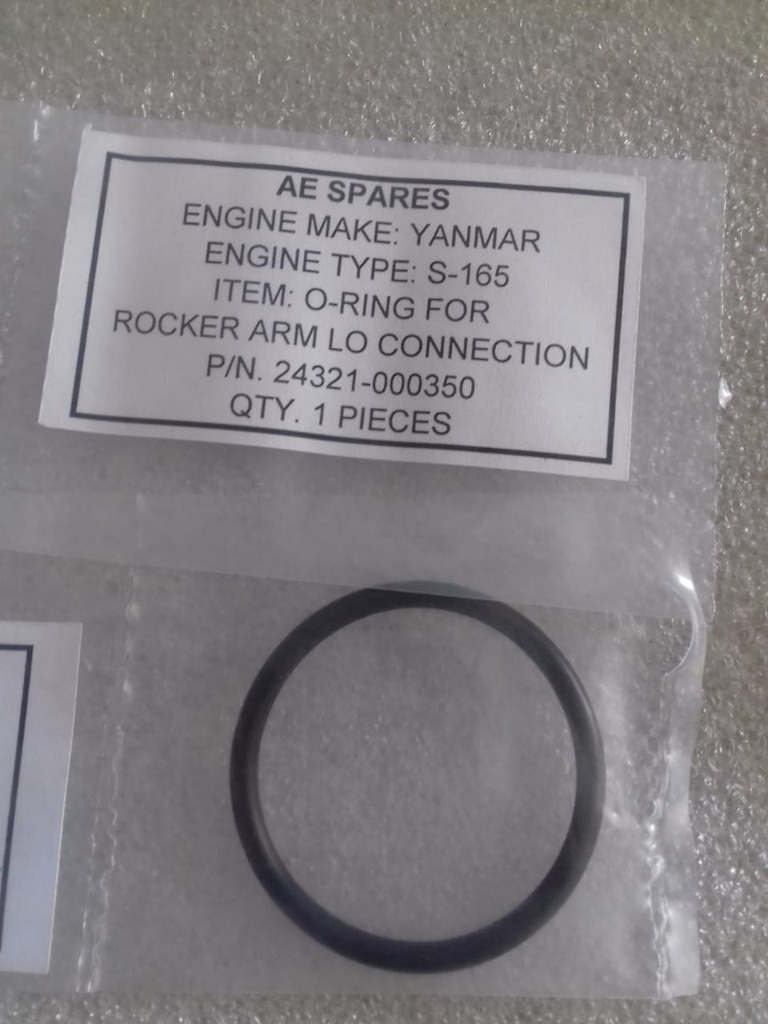 AE SPARES
ENGINE MAKE: YANMAR
ENGINE TYPE: S-165
ITEM: O-RING FOR
ROCKER ARM LO CONNECTION
P/N. 24321-000350
QTY. 1 PIECES